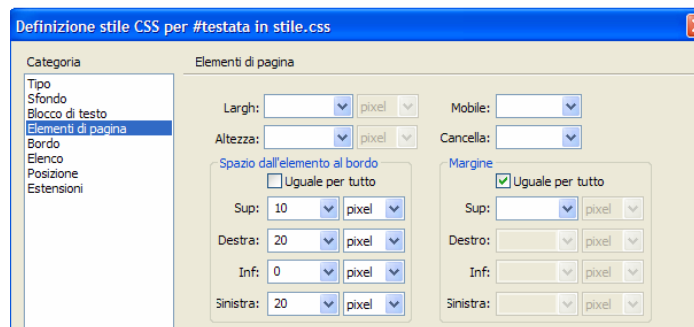 Definizione stile CSS per #testata in stile.css
Categoria
Tipo
Sfondo
Blocco di testo
Elementi di pagina
Bordo
Elenco
Posizione
Estensioni
Elementi di pagina
Largh: pixel Mobile:
Altezza: pixel Cancella:
Spazio dall'elemento al bordo
Uguale per tutto
Sup: 10 pixel
Destra: 20 pixel
Inf: 0 pixel
Sinistra: 20 pixel
Margine
Uguale per tutto
Sup: pixel
Destro: pixel
Inf: pixel
Sinistra: pixel